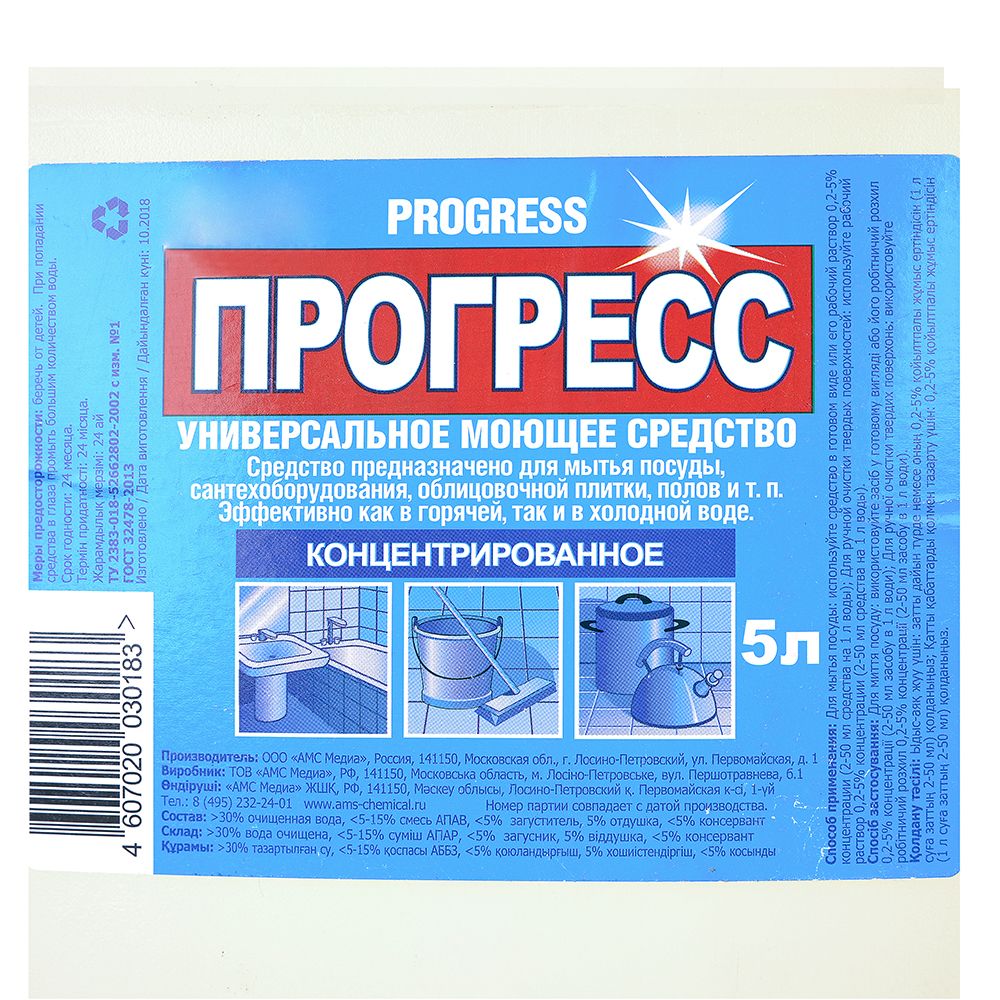 PROGRESS
ПРОГРЕСС
УНИВЕРСАЛЬНОЕ МОЮЩЕЕ СРЕДСТВО
Средство предназначено для мытья посуды,
сантехоборудования, облицовочной плитки, полов и т. п.
Эффективно как в горячей, так и в холодной воде.
КОНЦЕНТРИРОВАННОЕ
5л
Производитель: ООО «АМС Медиа», Россия, 141150, Московская обл., г. Лосино-Петровский, ул. Первомайская, д. 1
Виробник: ТОВ «АМС Медиа», РФ, 141150, Московська область, м. Лосіно-Петровське, вул. Першотравнева, б.1
Өндіруші: «АМС Медиа» ЖШҚ, РФ, 141150, Мәскеу облысы, Лосино-Петровский қ. Первомайская к-сі, 1-үй
Тел.: 8 (495) 232-24-01 www.ams-chemical.ru Номер партии совпадает с датой производства.
Состав: >30% очищенная вода, <5-15% смесь АПАВ, <5% загуститель, 5% отдушка, <5% консервант
Склад: >30% вода очищена, <5-15% суміш АПАР, <5% загусник, 5% віддушка, <5% консервант
Құрамы: >30% тазартылған су, <5-15% қоспасы АББЗ, <5% қоюландырғыш, 5% хошиістендіргіш, <5% косынды
Меры предосторожности: беречь от детей. При попадании
средства в глаза промыть большим количеством воды.
Срок годности: 24 месяца.
Термін придатності: 24 місяца.
Жарамдылық мерзімі: 24 ай
ТУ 2383-018-52662802-2002 с изм. №1
ГОСТ 32478-2013
Изготовлено / Дата виготовлення / Дайындалған күні: 10.2018
4 607020 030183 >
Способ применения: Для мытья посуды: используйте средство в готовом виде или его рабочий раствор 0,2-5%
концентрации (2-50 мл средства на 1 л воды); Для ручной очистки твердых поверхностей: используйте рабочий
раствор 0,2-5% концентрации (2-50 мл средства на 1 л воды).
Спосіб застосування: Для миття посуду: використовуйте засіб у готовому вигляді або його робітничий розхил
0,2-5% концентрації (2-50 мл засобу в 1 л води); Для ручної очистки твердих поверхонь: використовуйте
робітничий розхил 0,2-5% концентрації (2-50 мл засобу в 1 л води).
Қолдану тәсілі: Ыдыс-аяк жуу үшін: затты дайын түрде немесе оның 0,2-5% қойылтпалы жұмыс ертіндісін (1 л
суға заттың 2-50 мл) қолданыныз; Қатты қабаттарды қолмен тазарту үшін: 0,2-5% қойылтпалы жұмыс ертіндісін
(1 л суға заттың 2-50 мл) қолданыныз.